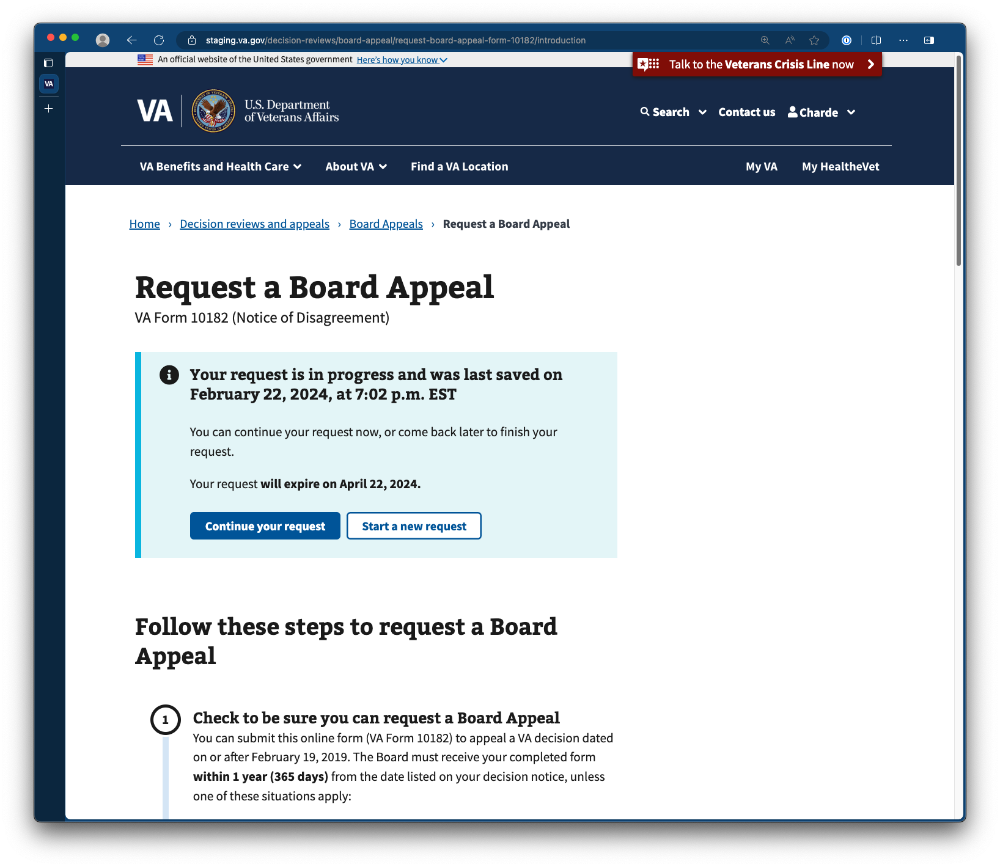 staging.va.gov/decision-reviews/board-appeal/request-board-appeal-form-10182/introduction
An official website of the United States government Here's how you know
Talk to the Veterans Crisis Line now
VA
U.S. Department
of Veterans Affairs
Search
Contact us
Charde
VA Benefits and Health Care
About VA
Find a VA Location
My VA
My HealtheVet
Home › Decision reviews and appeals › Board Appeals › Request a Board Appeal
Request a Board Appeal
VA Form 10182 (Notice of Disagreement)
Your request is in progress and was last saved on
February 22, 2024, at 7:02 p.m. EST
You can continue your request now, or come back later to finish your
request.
Your request will expire on April 22, 2024.
Continue your request
Start a new request
Follow these steps to request a Board
Appeal
1
Check to be sure you can request a Board Appeal
You can submit this online form (VA Form 10182) to appeal a VA decision dated
on or after February 19, 2019. The Board must receive your completed form
within 1 year (365 days) from the date listed on your decision notice, unless
one of these situations apply: